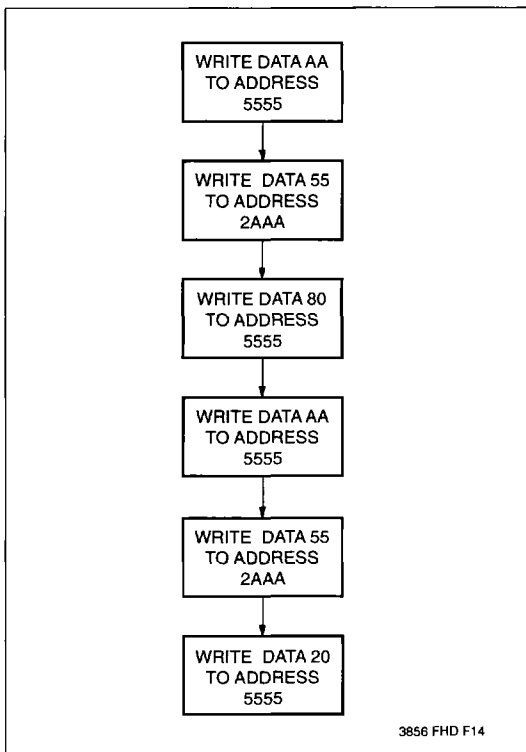 WRITE DATA AA
TO ADDRESS
5555
WRITE DATA 55
TO ADDRESS
2AAA
WRITE DATA 80
TO ADDRESS
5555
WRITE DATA AA
TO ADDRESS
5555
WRITE DATA 55
TO ADDRESS
2AAA
WRITE DATA 20
TO ADDRESS
5555
3856 FHD F14